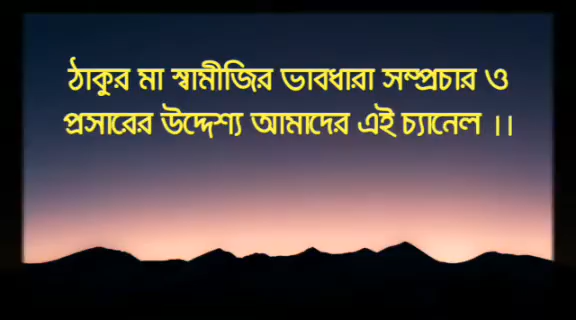 ঠাকুর মা স্বামীজির ভাবধারা সম্প্রচার ও
প্রসারের উদ্দেশ্য আমাদের এই চ্যানেল ।।